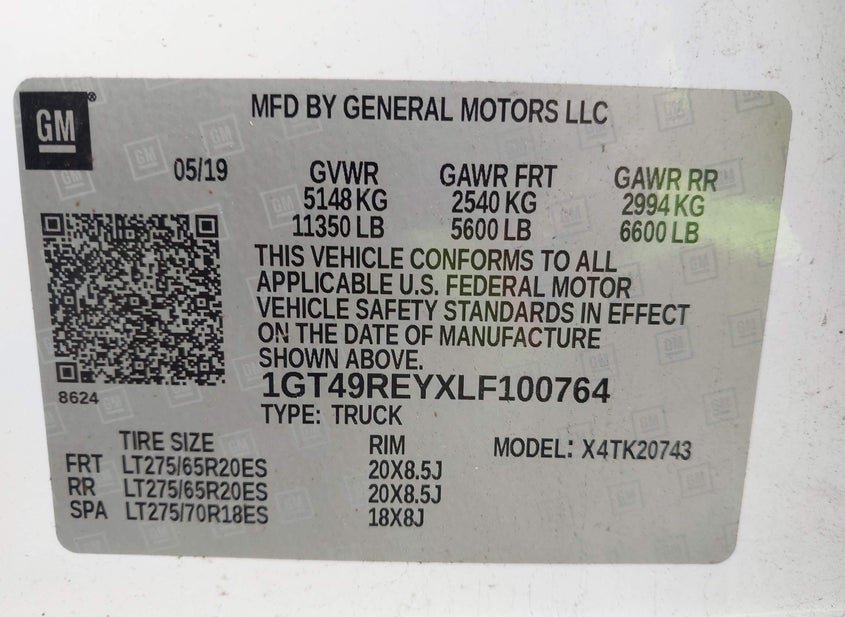 GM®
MFD BY GENERAL MOTORS LLC
05/19 GVWR GAWR FRT GAWR RR
5148 KG 2540 KG 2994 KG
11350 LB 5600 LB 6600 LB
THIS VEHICLE CONFORMS TO ALL
APPLICABLE U.S. FEDERAL MOTOR
VEHICLE SAFETY STANDARDS IN EFFECT
ON THE DATE OF MANUFACTURE
SHOWN ABOVE.
8624
1GT49REYXLF100764
TYPE: TRUCK
TIRE SIZE RIM MODEL: X4TK20743
FRT LT275/65R20ES 20X8.5J
RR LT275/65R20ES 20X8.5J
SPA LT275/70R18ES 18X8J